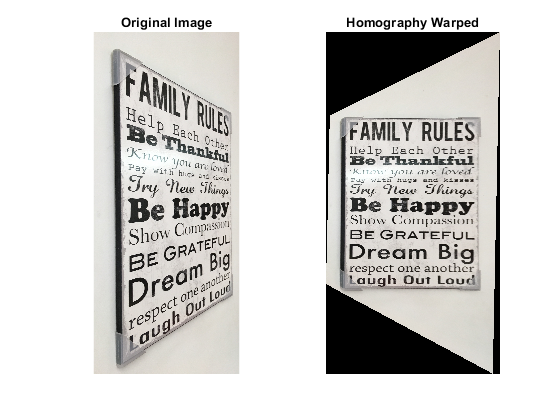 Original Image
FAMILY RULES
Help Each Other
Be Thankful
Know you are loved
Pay with hugs and kisses
Try New Things
Be Happy
Show Compassion
BE GRATEFUL
Dream Big
respect one another
Laugh Out Loud
Homography Warped
FAMILY RULES
Help Each Other
Be Thankful
Know you are loved
Pay with hugs and kisses
Try New Things
Be Happy
Show Compassion
BE GRATEFUL
Dream Big
respect one another
Laugh Out Loud